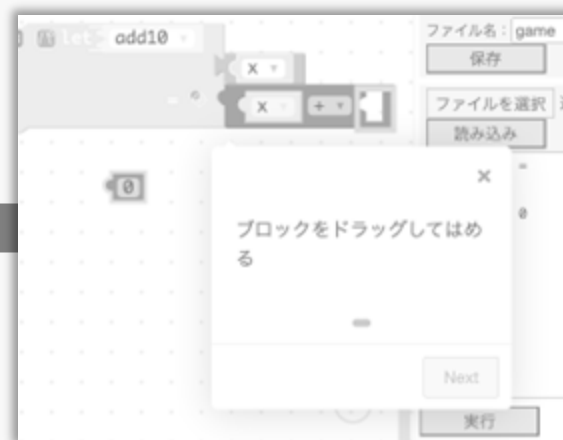 let add10
ファイル名： game
保存
x
x + 
ファイルを選択
読み込み
=
0
0
×
ブロックをドラッグしてはめ
る
Next
実行